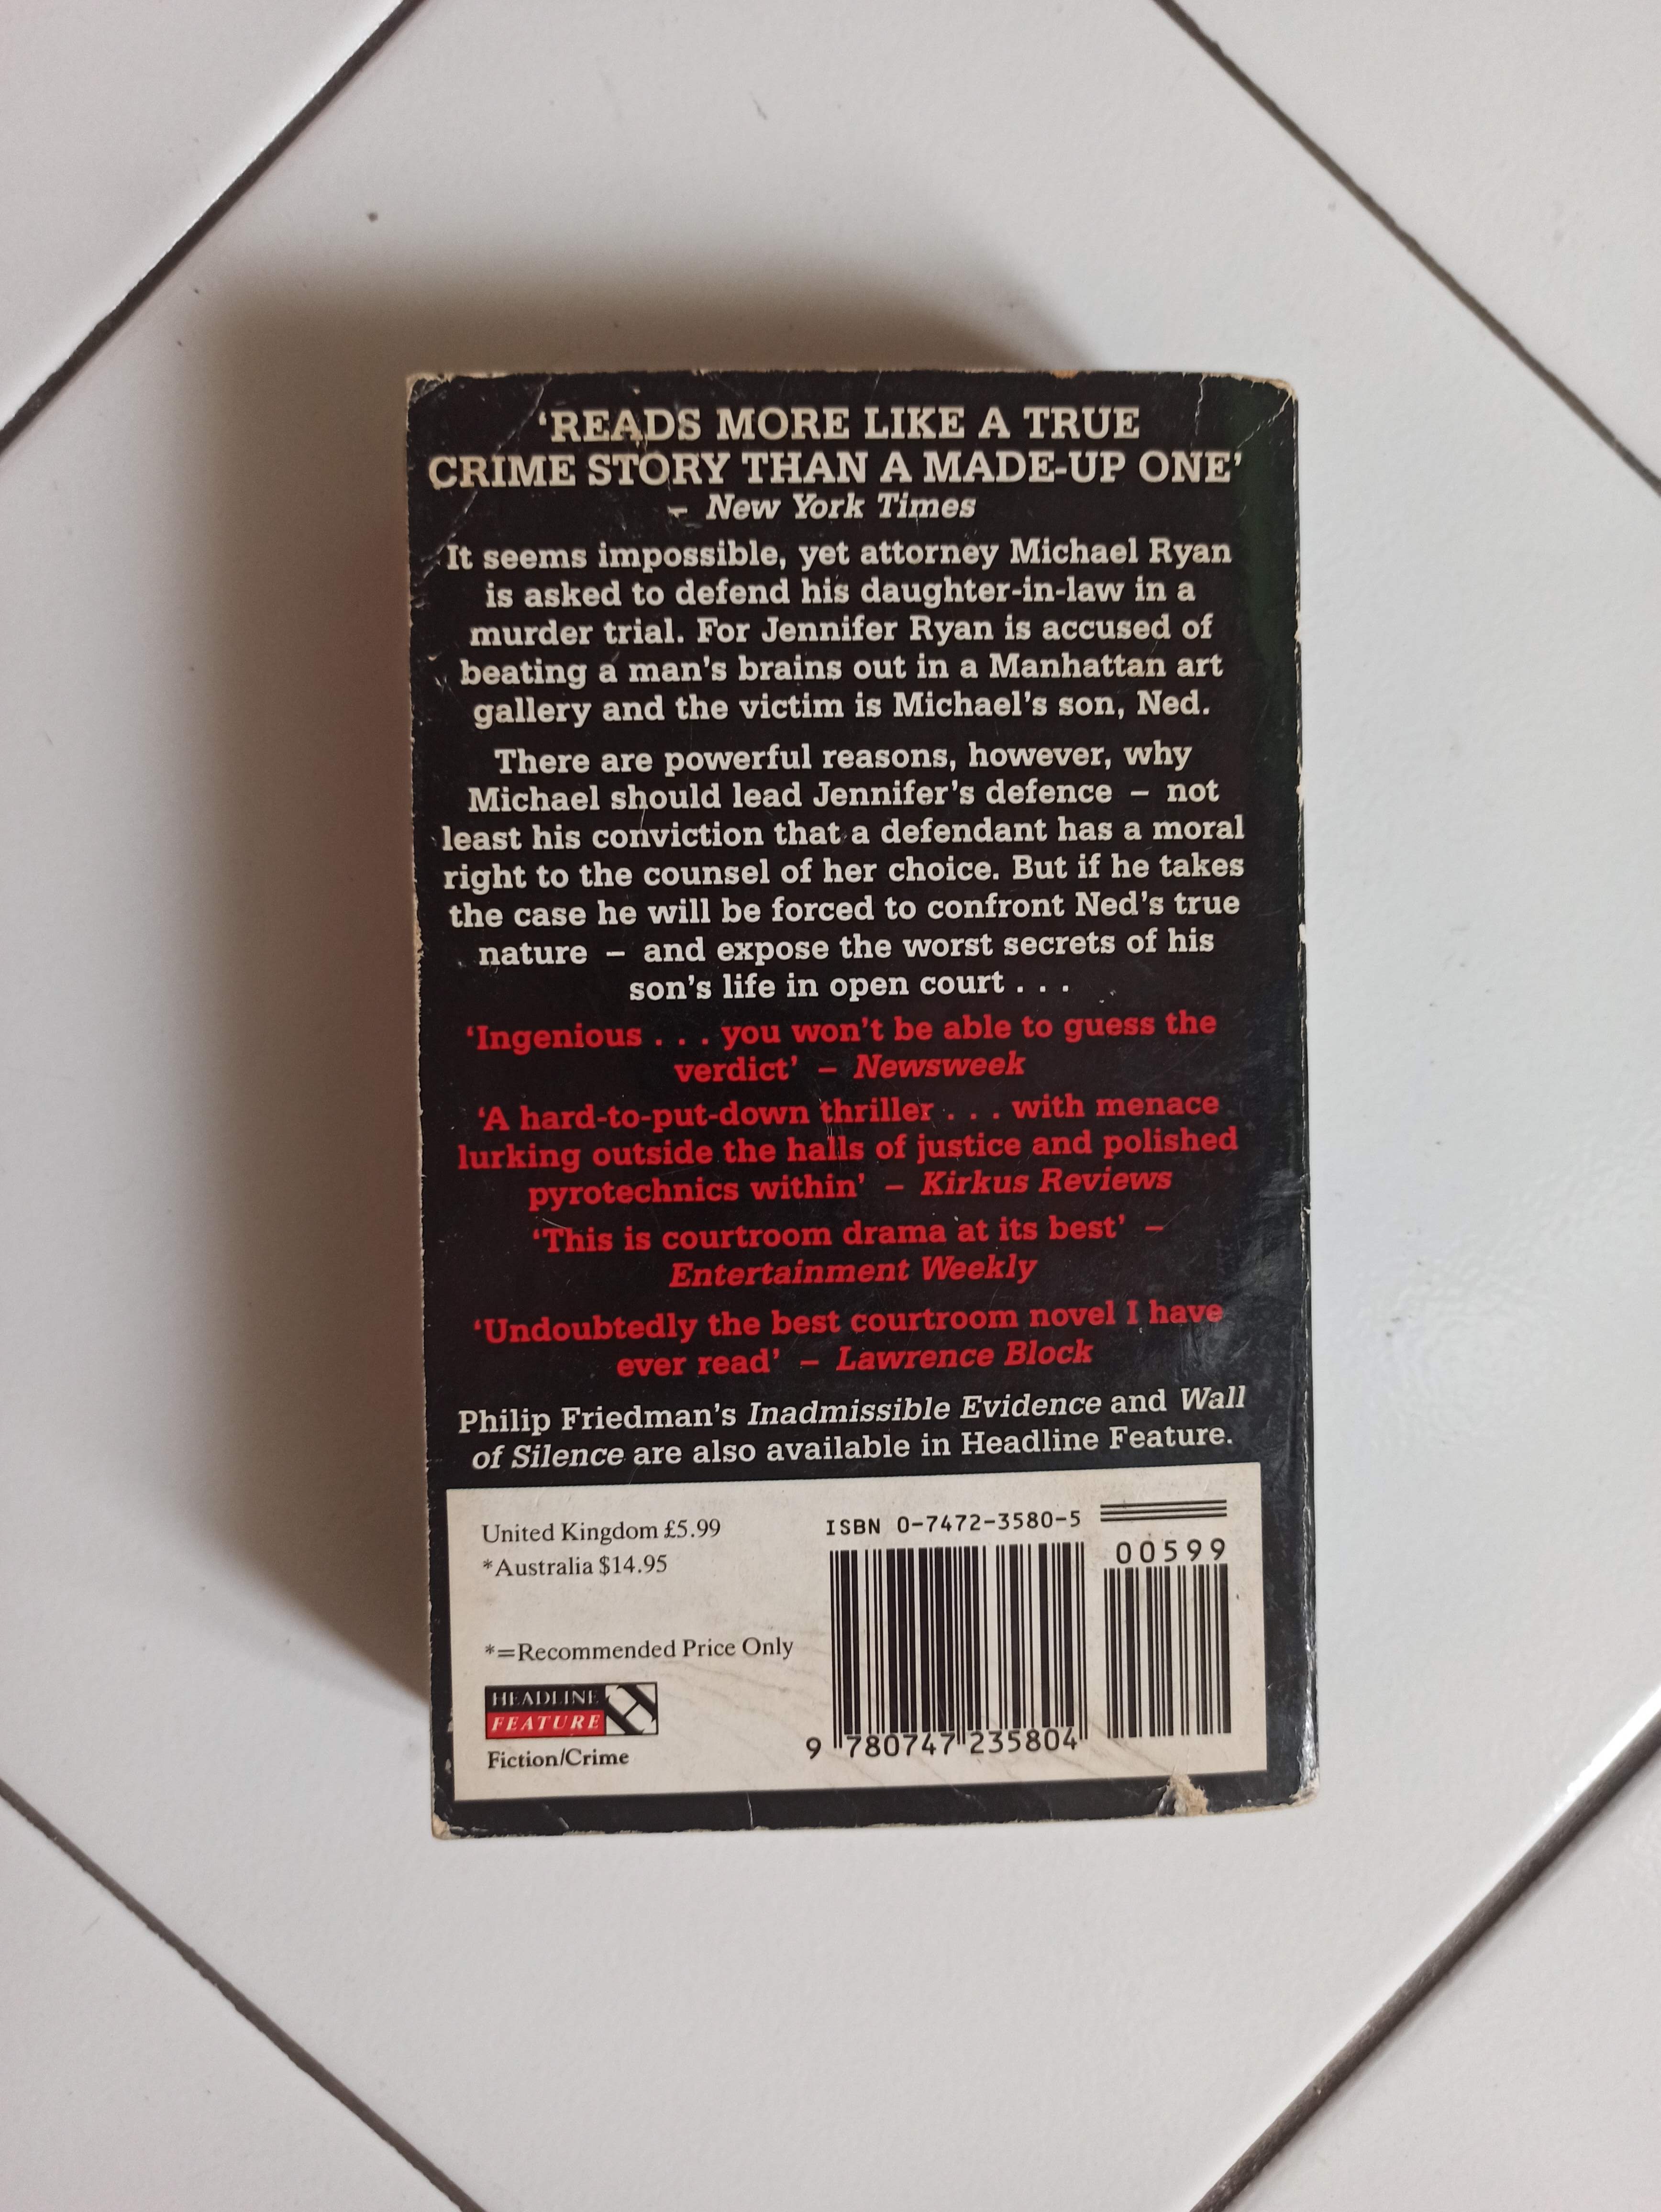 ‘READS MORE LIKE A TRUE
CRIME STORY THAN A MADE-UP ONE’
– New York Times
It seems impossible, yet attorney Michael Ryan
is asked to defend his daughter-in-law in a
murder trial. For Jennifer Ryan is accused of
beating a man’s brains out in a Manhattan art
gallery and the victim is Michael’s son, Ned.
There are powerful reasons, however, why
Michael should lead Jennifer’s defence – not
least his conviction that a defendant has a moral
right to the counsel of her choice. But if he takes
the case he will be forced to confront Ned’s true
nature – and expose the worst secrets of his
son’s life in open court . . .
‘Ingenious . . . you won’t be able to guess the
verdict’ – Newsweek
‘A hard-to-put-down thriller . . . with menace
lurking outside the halls of justice and polished
pyrotechnics within’ – Kirkus Reviews
‘This is courtroom drama at its best’ –
Entertainment Weekly
‘Undoubtedly the best courtroom novel I have
ever read’ – Lawrence Block
Philip Friedman’s Inadmissible Evidence and Wall
of Silence are also available in Headline Feature.
United Kingdom £5.99
*Australia $14.95
*=Recommended Price Only
HEADLINE
FEATURE
Fiction/Crime
ISBN 0-7472-3580-5
00599
9 780747 235804